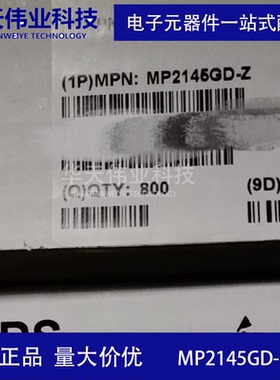 华天伟业科技
NWEIYE TECHNOLOGY
电子元器件一站式
(1P)MPN: MP2145GD-Z
华天伟业科技
(Q)QTY: 800
(9D)
正品 量大价优
MP2145GD-